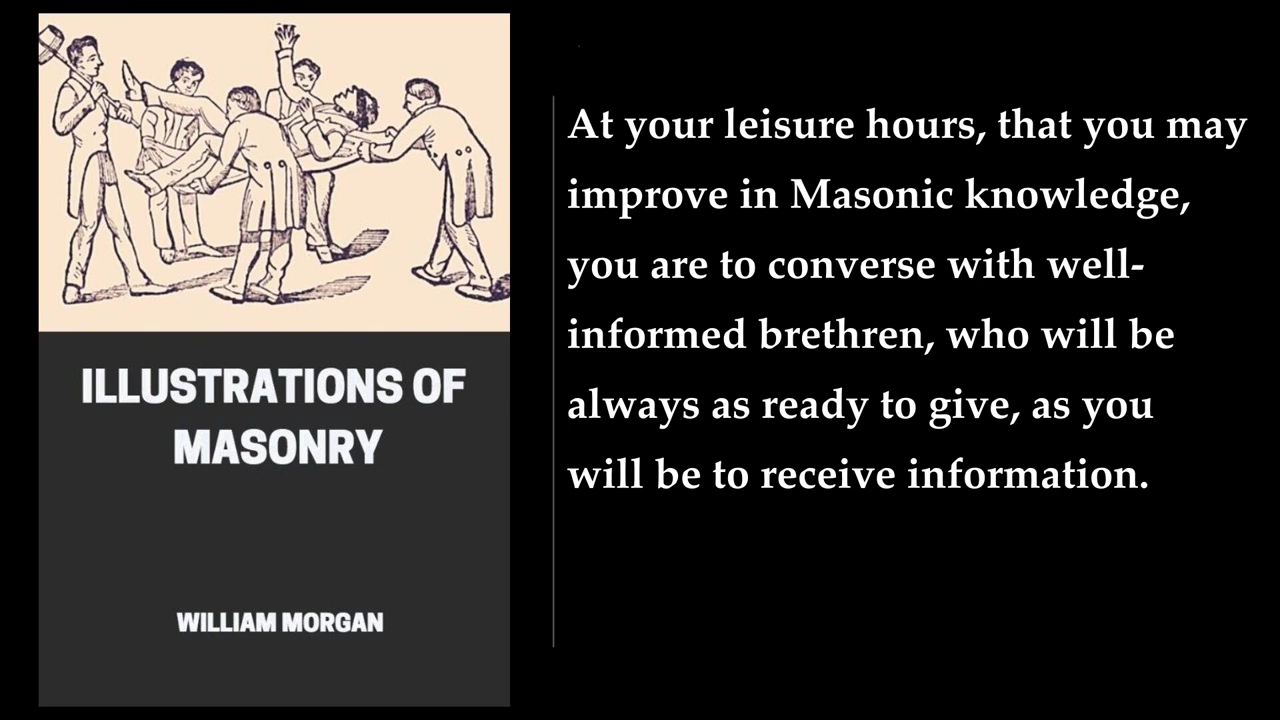 ILLUSTRATIONS OF
MASONRY
WILLIAM MORGAN
At your leisure hours, that you may
improve in Masonic knowledge,
you are to converse with well-
informed brethren, who will be
always as ready to give, as you
will be to receive information.